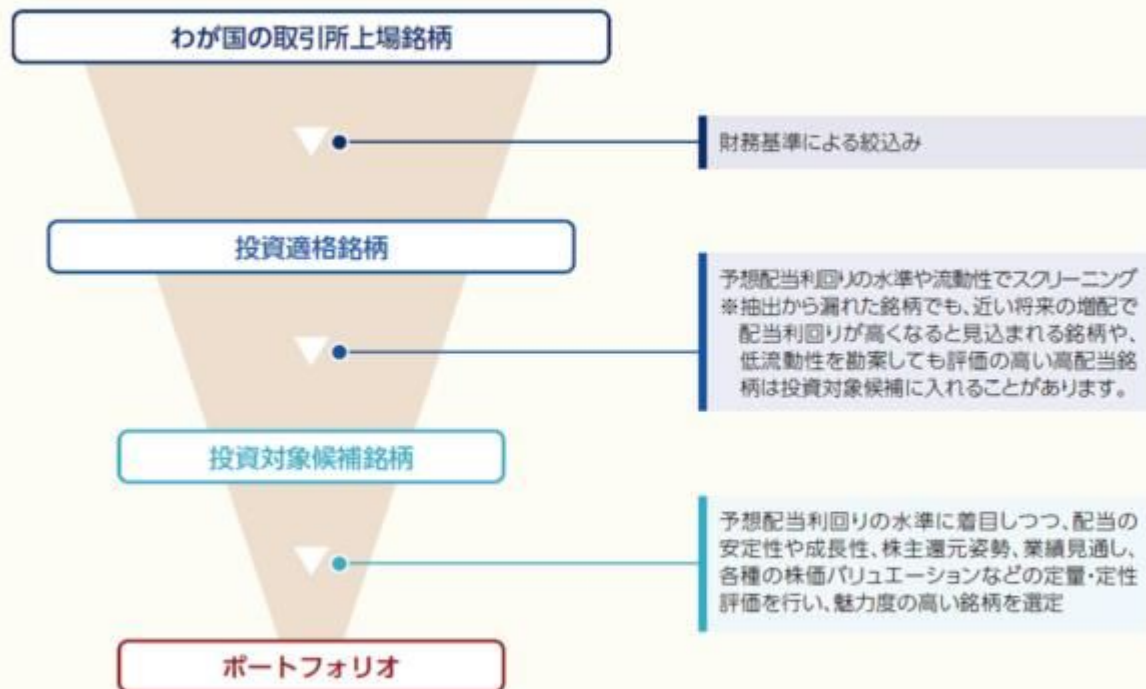 わが国の取引所上場銘柄
財務基準による絞込み
投資適格銘柄
予想配当利回りの水準や流動性でスクリーニング
※抽出から漏れた銘柄でも、近い将来の増配で
配当利回りが高くなると見込まれる銘柄や、
低流動性を勘案しても評価の高い高配当銘
柄は投資対象候補に入れることがあります。
投資対象候補銘柄
予想配当利回りの水準に着目しつつ、配当の
安定性や成長性、株主還元姿勢、業績見通し、
各種の株価バリュエーションなどの定量・定性
評価を行い、魅力度の高い銘柄を選定
ポートフォリオ